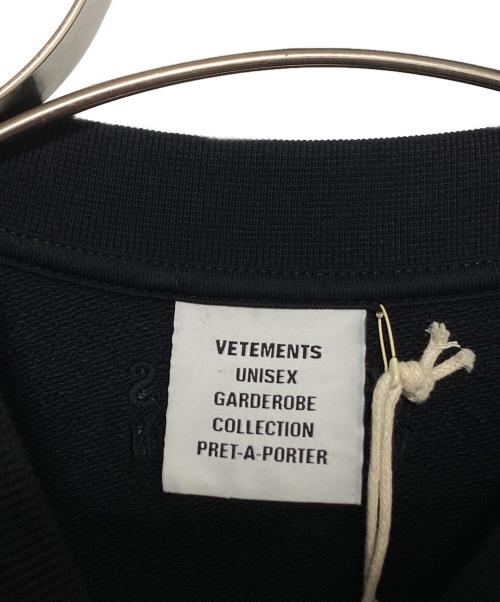 VETEMENTS
UNISEX
GARDEROBE
COLLECTION
PRET-A-PORTER